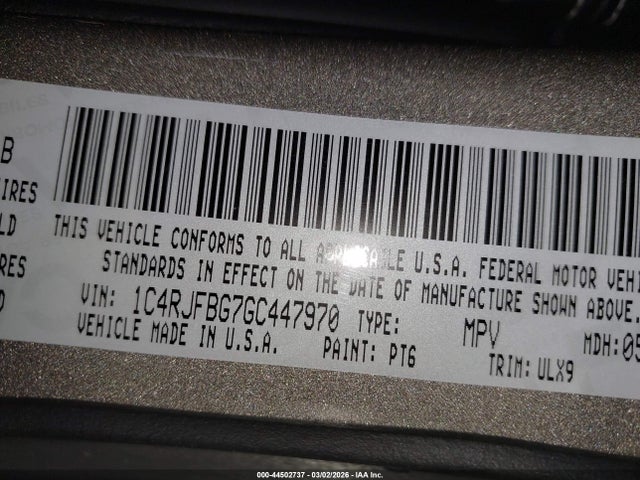 B
IRES
LD
RES
THIS VEHICLE CONFORMS TO ALL APPLICABLE U.S.A. FEDERAL MOTOR VEHI
STANDARDS IN EFFECT ON THE DATE OF MANUFACTURE SHOWN ABOVE.
VIN: 1C4RJFBG7GC447970 TYPE: MPV MDH:05
VEHICLE MADE IN U.S.A. PAINT: PT6 TRIM: ULX9
000-44502737 - 03/02/2026 - IAA Inc.